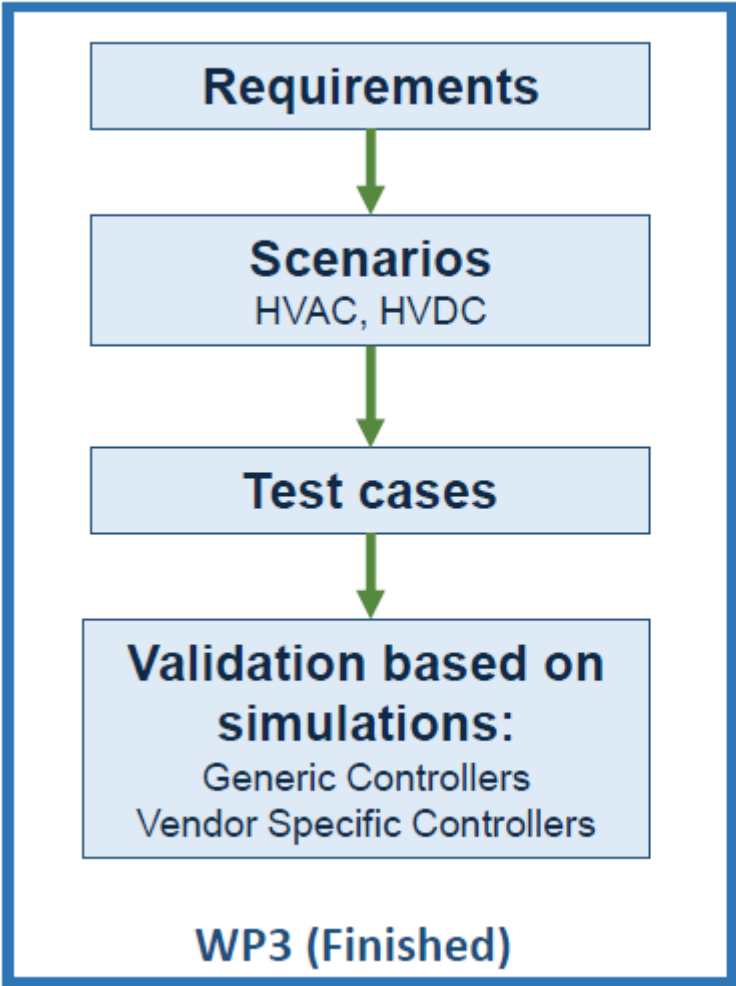 Requirements
Scenarios
HVAC, HVDC
Test cases
Validation based on
simulations:
Generic Controllers
Vendor Specific Controllers
WP3 (Finished)